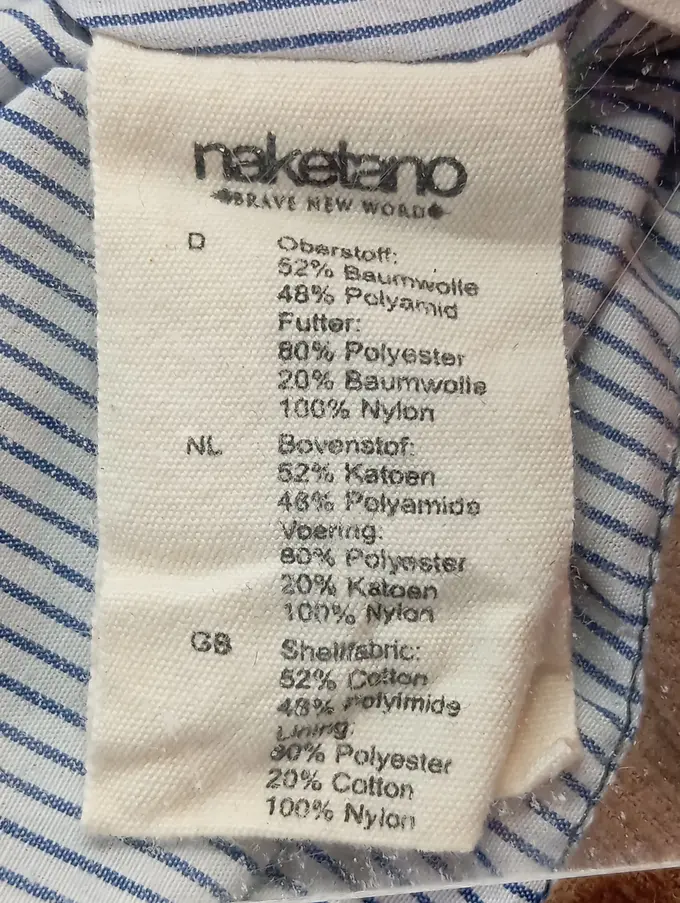 naketano
BRAVE NEW WORD
D
Oberstoff:
52% Baumwolle
48% Polyamid
Futter:
80% Polyester
20% Baumwolle
100% Nylon
NL
Bovenstof:
52% Katoen
48% Polyamide
Voering:
80% Polyester
20% Katoen
100% Nylon
GB
Shellfabric:
52% Cotton
48% Polyimide
Lining:
80% Polyester
20% Cotton
100% Nylon